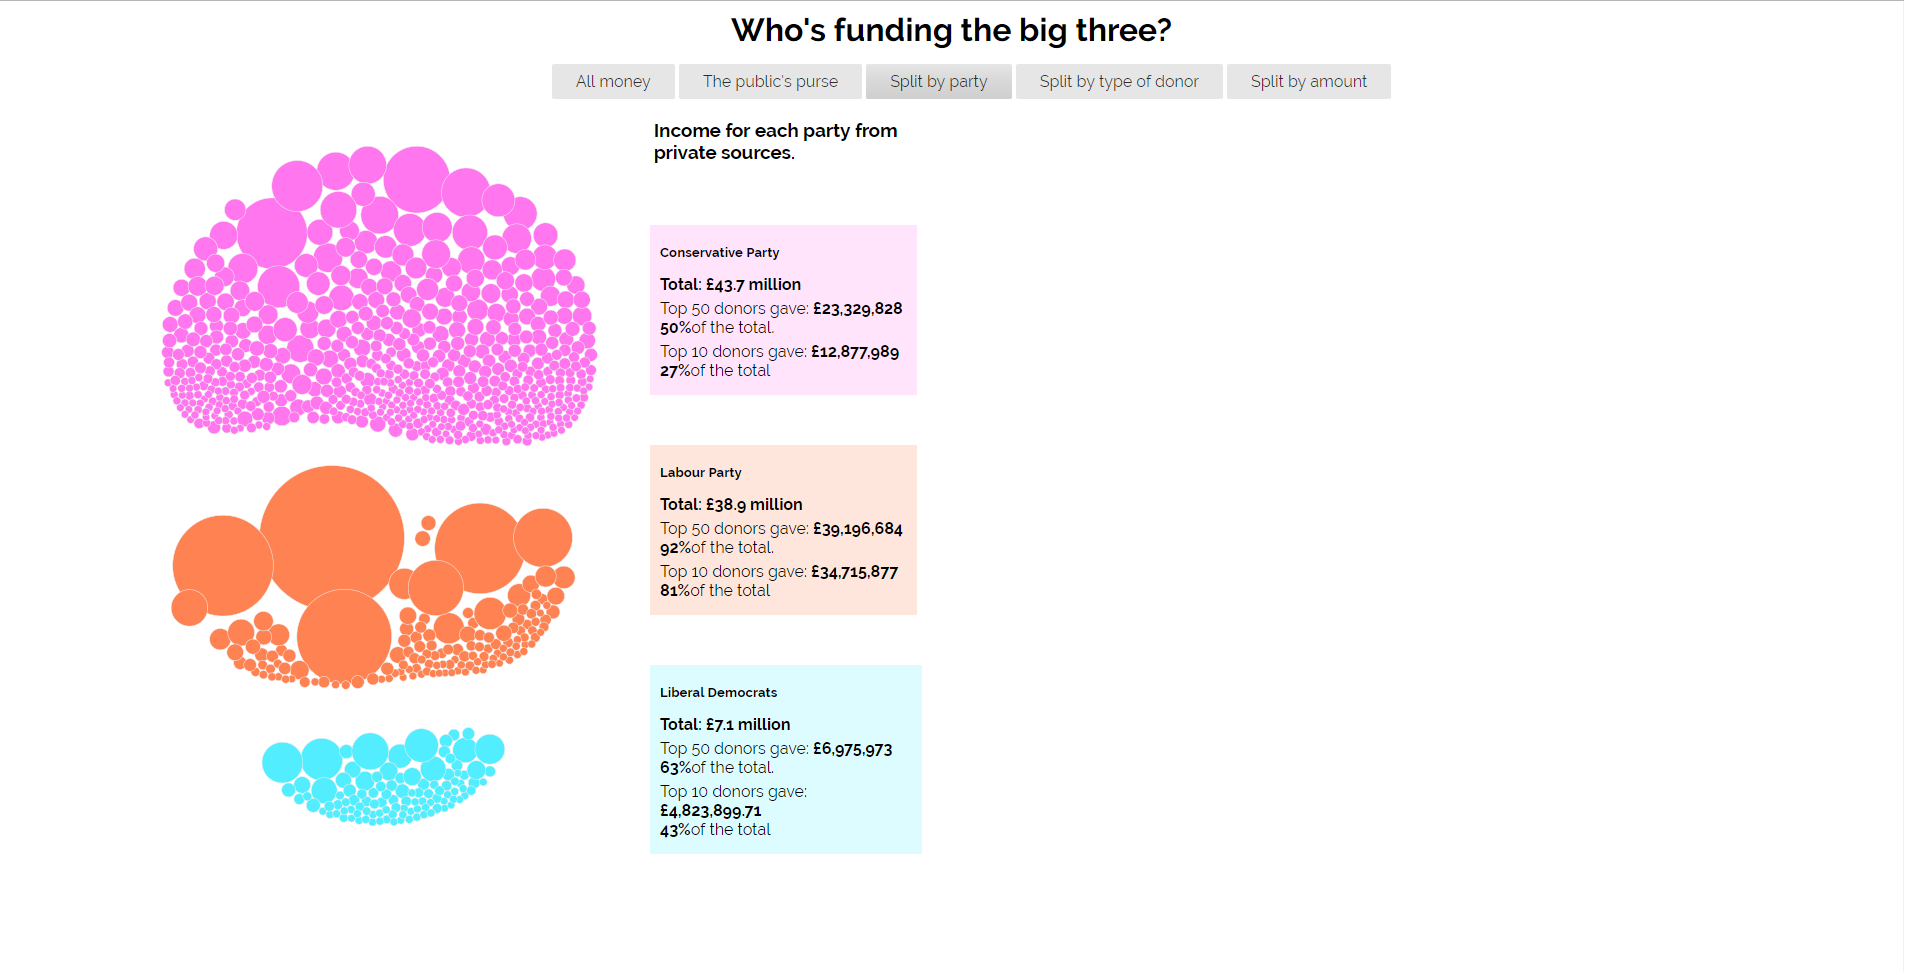 Who's funding the big three?
All money
The public's purse
Split by party
Split by type of donor
Split by amount
Income for each party from
private sources.
Conservative Party
Total: £43.7 million
Top 50 donors gave: £23,329,828
50%of the total.
Top 10 donors gave: £12,877,989
27%of the total
Labour Party
Total: £38.9 million
Top 50 donors gave: £39,196,684
92%of the total.
Top 10 donors gave: £34,715,877
81%of the total
Liberal Democrats
Total: £7.1 million
Top 50 donors gave: £6,975,973
63%of the total.
Top 10 donors gave:
£4,823,899.71
43%of the total